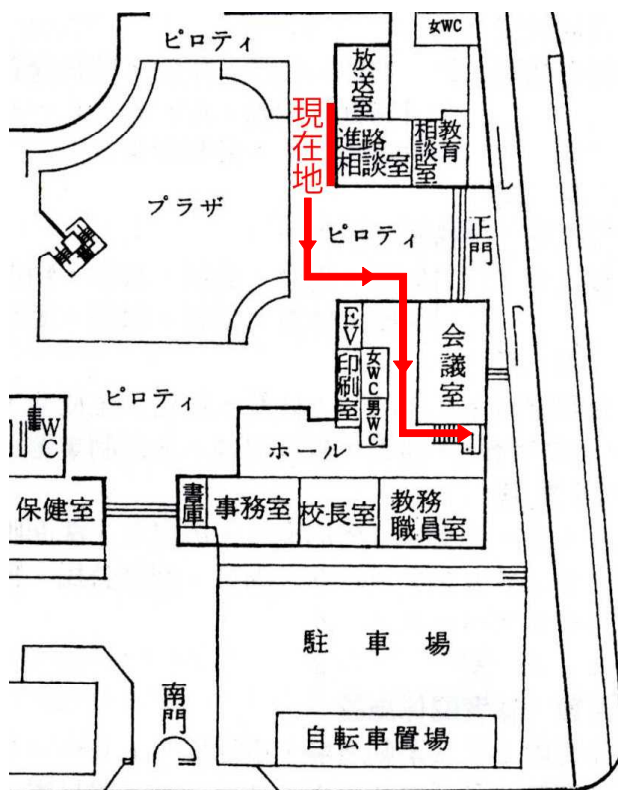 ピロティ
女WC
放送室
現在地
進路
相談室
教育
相談室
プラザ
ピロティ
正門
EV
印刷室
女WC
男WC
会議室
ピロティ
WC
ホール
保健室
書庫
事務室
校長室
教務
職員室
駐車場
南門
自転車置場